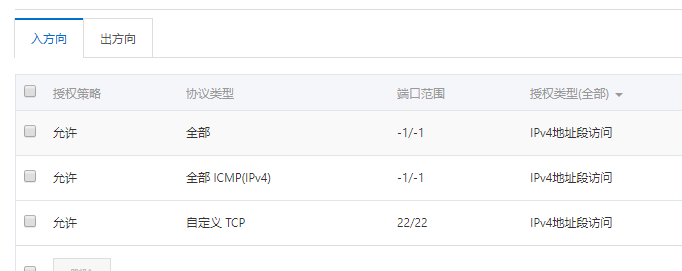 入方向 出方向
授权策略 协议类型 端口范围 授权类型(全部)
允许 全部 -1/-1 IPv4地址段访问
允许 全部 ICMP(IPv4) -1/-1 IPv4地址段访问
允许 自定义 TCP 22/22 IPv4地址段访问